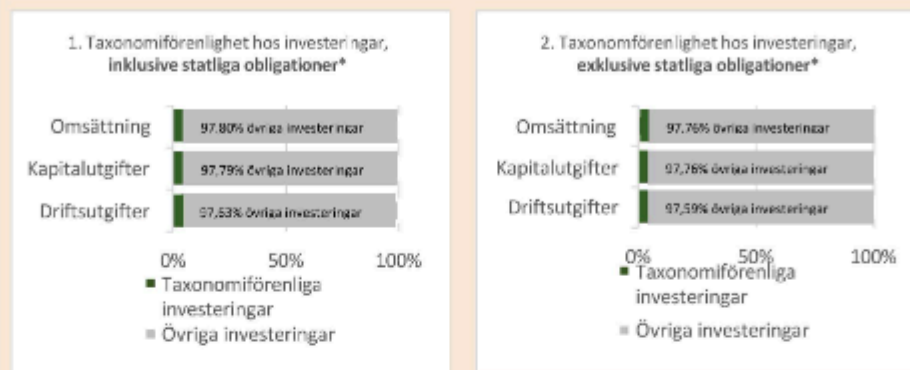 1. Taxonomiförenlighet hos investeringar,
inklusive statliga obligationer*
Omsättning
97.80% övriga investeringar
Kapitalutgifter
97,79% övriga investeringar
Driftsutgifter
97,63% övriga investeringar
0% 50% 100%
Taxonomiförenliga
investeringar
Övriga investeringar
2. Taxonomförenlighet hos investeringar,
exklusive statliga obligationer*
Omsättning
97.76% övriga investeringar
Kapitalutgifter
97,76% övriga investeringar
Driftsutgifter
97,59% övriga investeringar
0% 50% 100%
Taxonomiförenliga
investeringar
Övriga investeringar